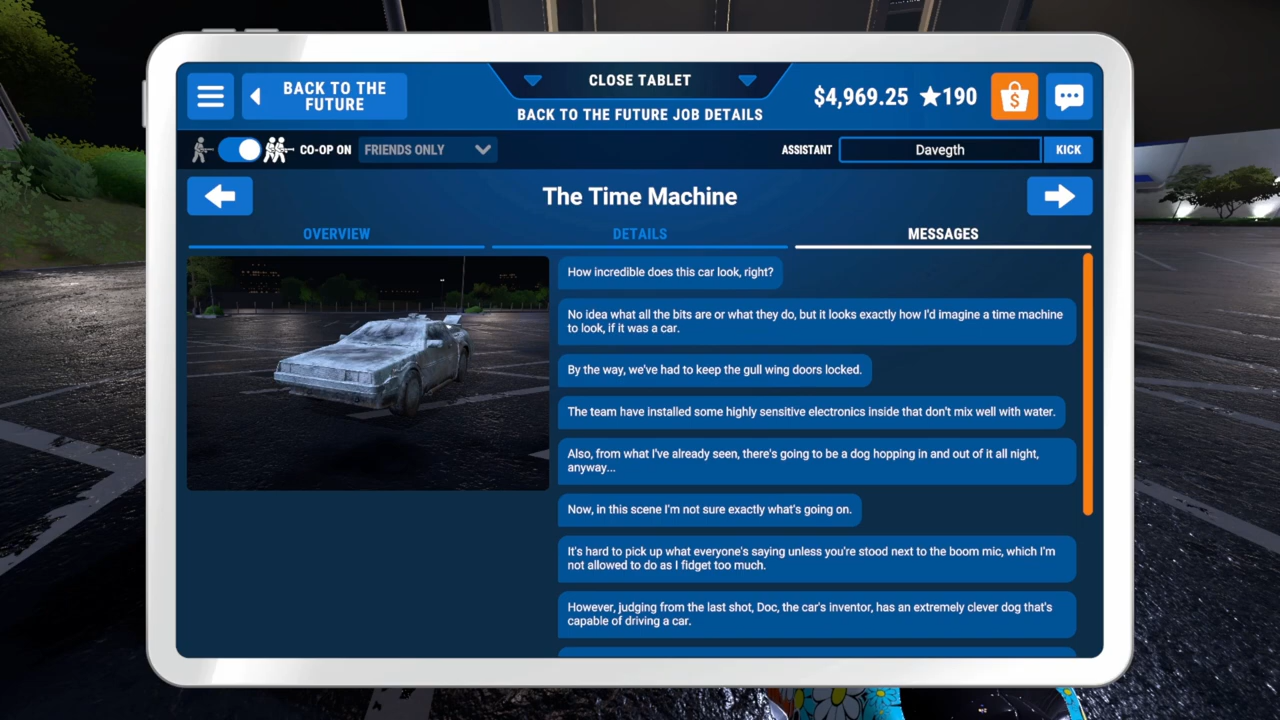 CLOSE TABLET
BACK TO THE
FUTURE
BACK TO THE FUTURE JOB DETAILS
$4,969.25 ★190
CO-OP ON
FRIENDS ONLY
ASSISTANT
Davegth
KICK
The Time Machine
OVERVIEW
DETAILS
MESSAGES
How incredible does this car look, right?
No idea what all the bits are or what they do, but it looks exactly how I'd imagine a time machine
to look, if it was a car.
By the way, we've had to keep the gull wing doors locked.
The team have installed some highly sensitive electronics inside that don't mix well with water.
Also, from what I've already seen, there's going to be a dog hopping in and out of it all night,
anyway...
Now, in this scene I'm not sure exactly what's going on.
It's hard to pick up what everyone's saying unless you're stood next to the boom mic, which I'm
not allowed to do as I fidget too much.
However, judging from the last shot, Doc, the car's inventor, has an extremely clever dog that's
capable of driving a car.